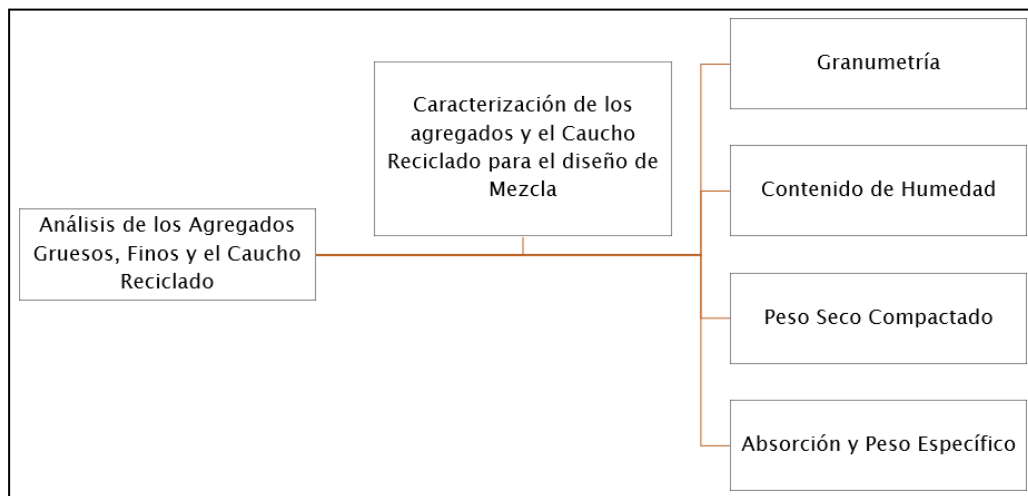 Análisis de los Agregados
Gruesos, Finos y el Caucho
Reciclado
Caracterización de los
agregados y el Caucho
Reciclado para el diseño de
Mezcla
Granumetría
Contenido de Humedad
Peso Seco Compactado
Absorción y Peso Específico